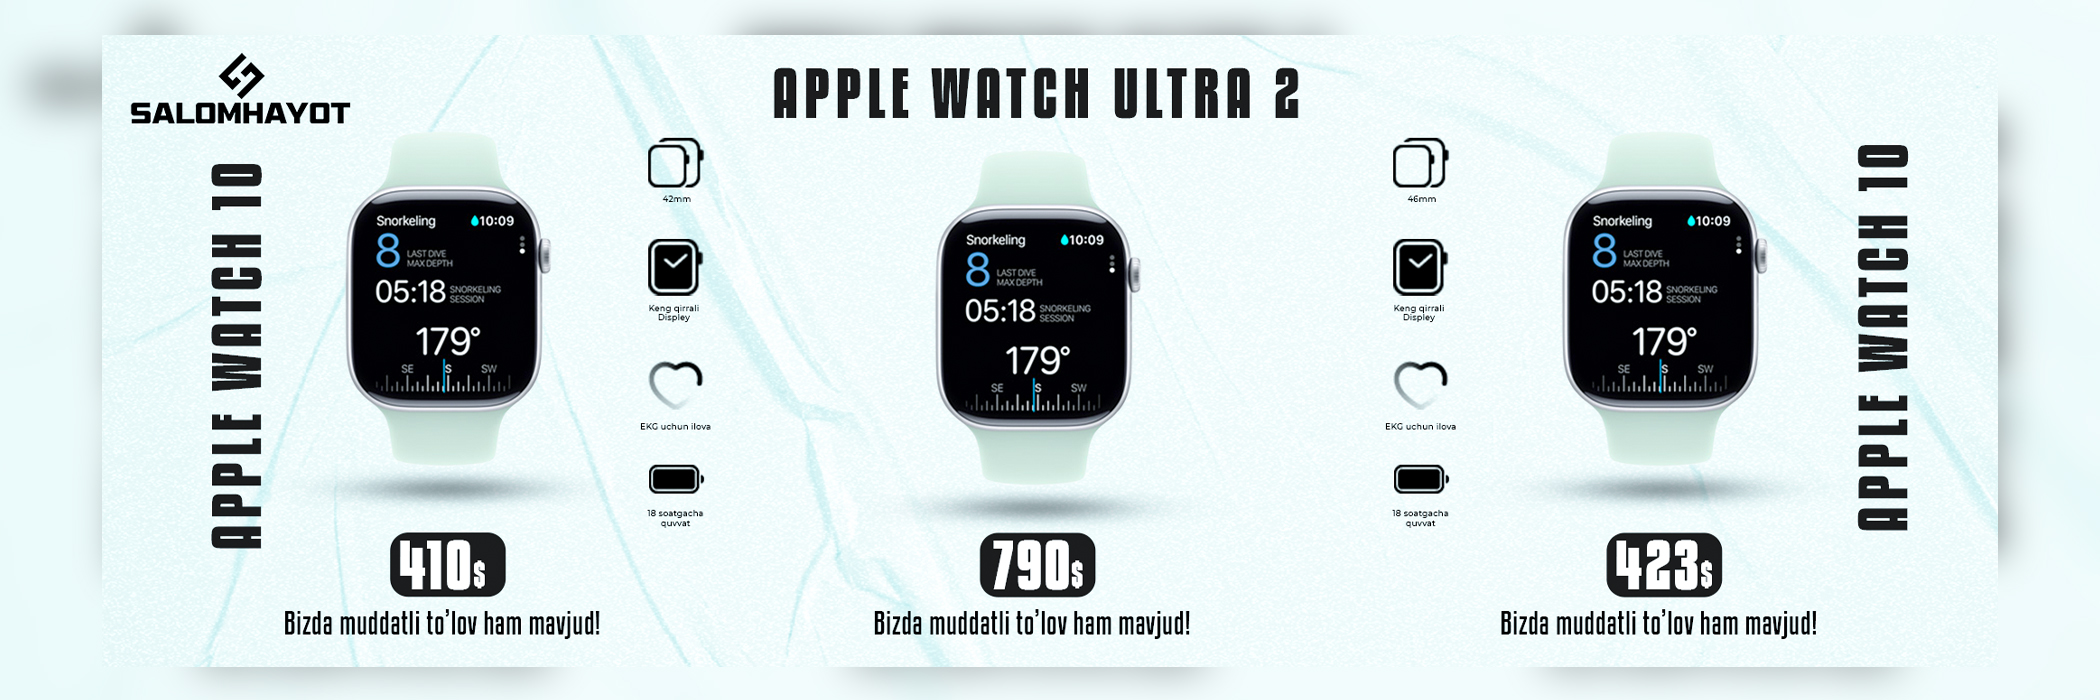 SALOMHAYOT
APPLE WATCH 10
Snorkeling
10:09
8
LAST DIVE
MAX DEPTH
05:18
SNORKELING
SESSION
179°
SE S SW
410$
Bizda muddatli to'lov ham mavjud!
42mm
Keng qirrali
Displey
EKG uchun ilova
18 soatgacha
quvvat
APPLE WATCH ULTRA 2
Snorkeling
10:09
8
LAST DIVE
MAX DEPTH
05:18
SNORKELING
SESSION
179°
SE S SW
790$
Bizda muddatli to'lov ham mavjud!
46mm
Keng qirrali
Displey
EKG uchun ilova
18 soatgacha
quvvat
Snorkeling
10:09
8
LAST DIVE
MAX DEPTH
05:18
SNORKELING
SESSION
179°
SE S SW
423$
Bizda muddatli to'lov ham mavjud!
APPLE WATCH 10